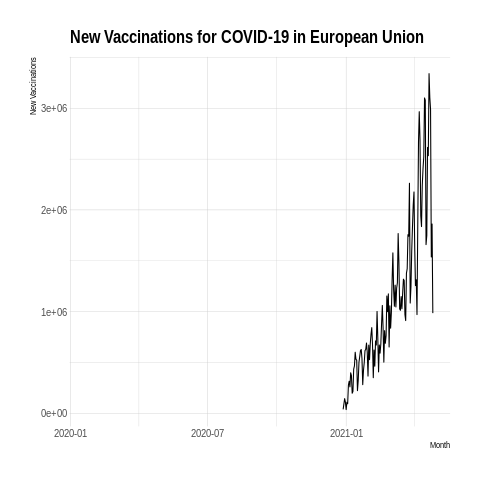 New Vaccinations for COVID-19 in European Union
New Vaccinations
3e+06
2e+06
1e+06
0e+00
2020-01
2020-07
2021-01
Month